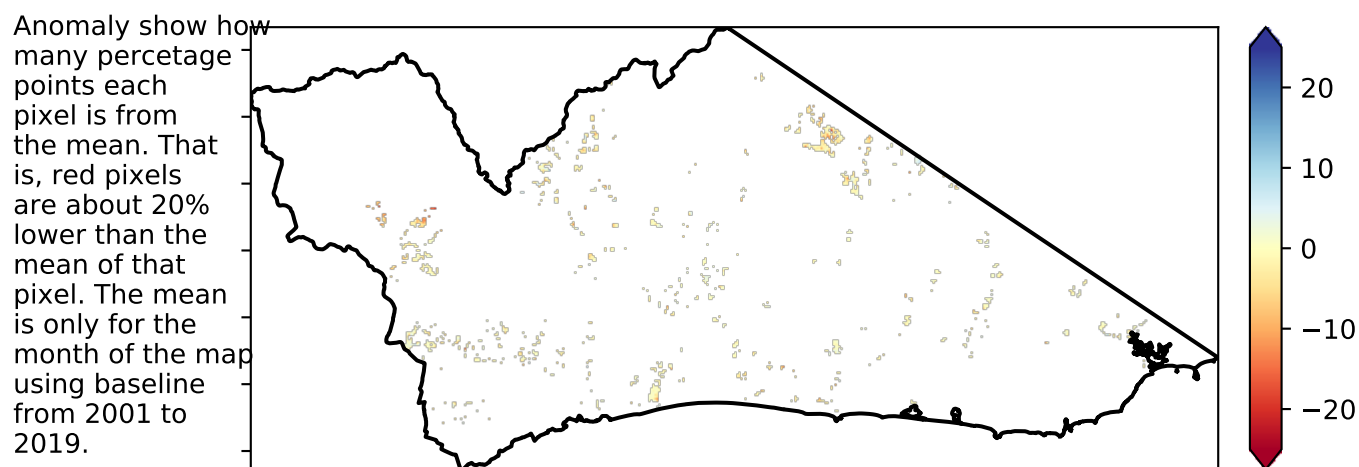 Anomaly show how
many percetage
points each
pixel is from
the mean. That
is, red pixels
are about 20%
lower than the
mean of that
pixel. The mean
is only for the
month of the map
using baseline
from 2001 to
2019.
20
10
0
−10
−20